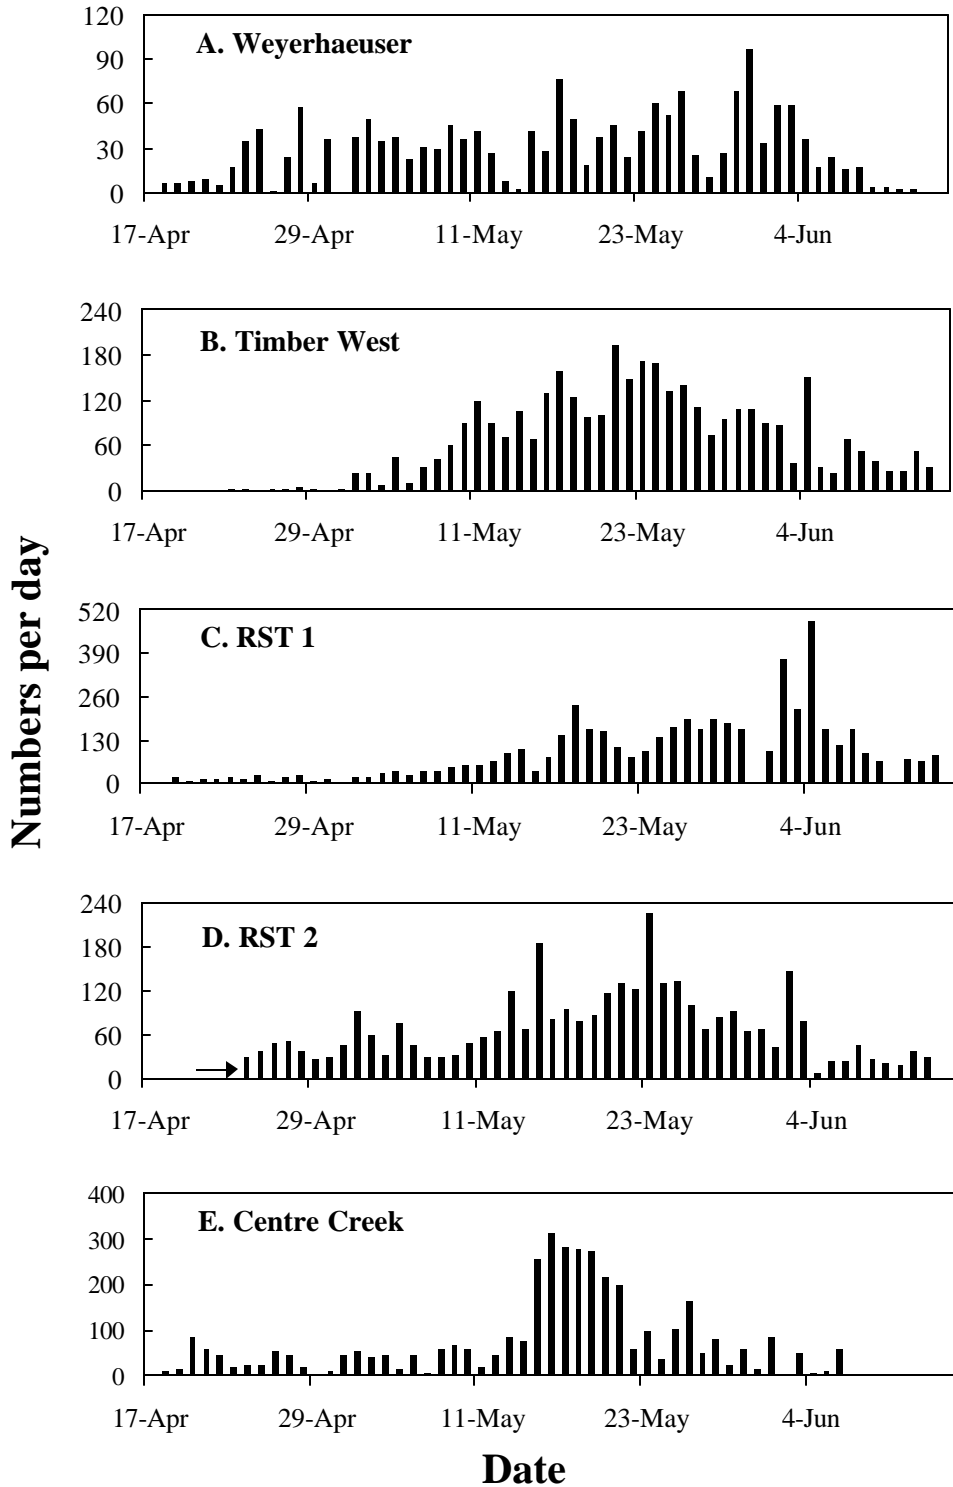 Numbers per day
A. Weyerhaeuser
120
90
60
30
0
17-Apr 29-Apr 11-May 23-May 4-Jun
B. Timber West
240
180
120
60
0
17-Apr 29-Apr 11-May 23-May 4-Jun
C. RST 1
520
390
260
130
0
17-Apr 29-Apr 11-May 23-May 4-Jun
D. RST 2
240
180
120
60
0
17-Apr 29-Apr 11-May 23-May 4-Jun
E. Centre Creek
400
300
200
100
0
17-Apr 29-Apr 11-May 23-May 4-Jun
Date